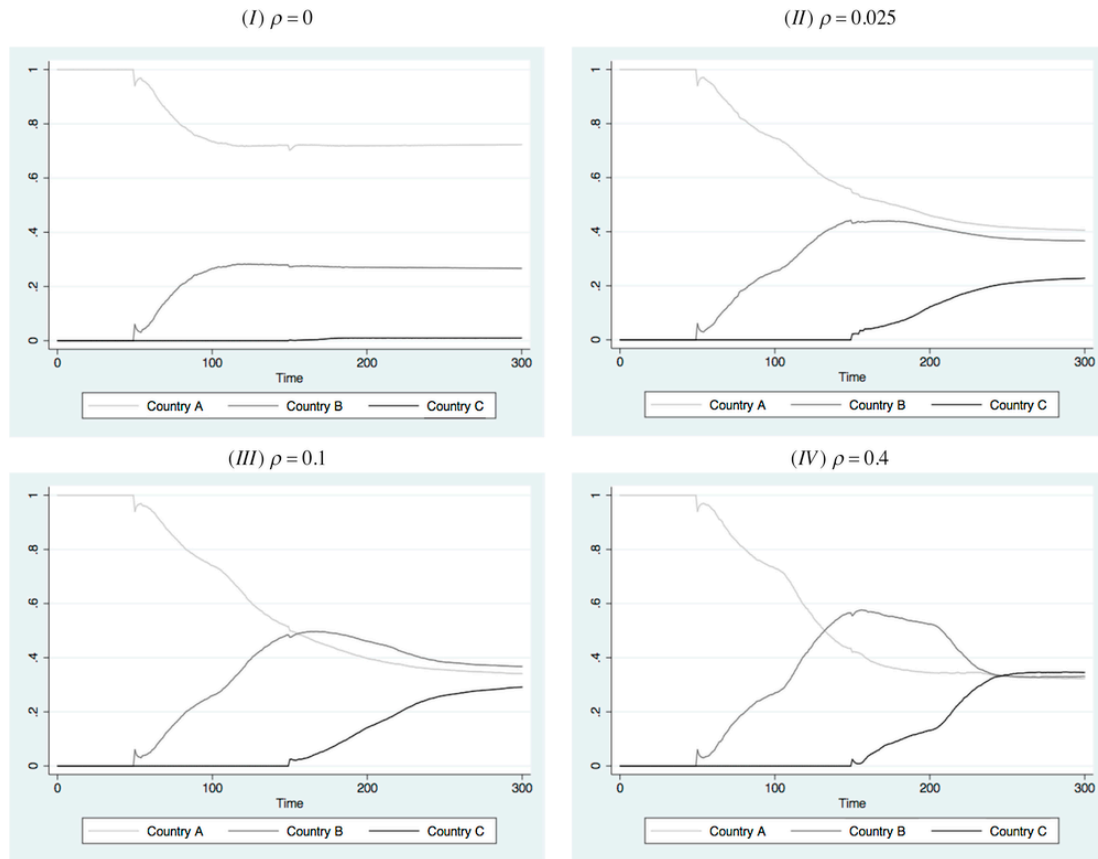 (I) ρ = 0
(II) ρ = 0.025
1
.8
.6
.4
.2
0
0 100 200 300
Time
Country A Country B Country C
1
.8
.6
.4
.2
0
0 100 200 300
Time
Country A Country B Country C
(III) ρ = 0.1
(IV) ρ = 0.4
1
.8
.6
.4
.2
0
0 100 200 300
Time
Country A Country B Country C
1
.8
.6
.4
.2
0
0 100 200 300
Time
Country A Country B Country C